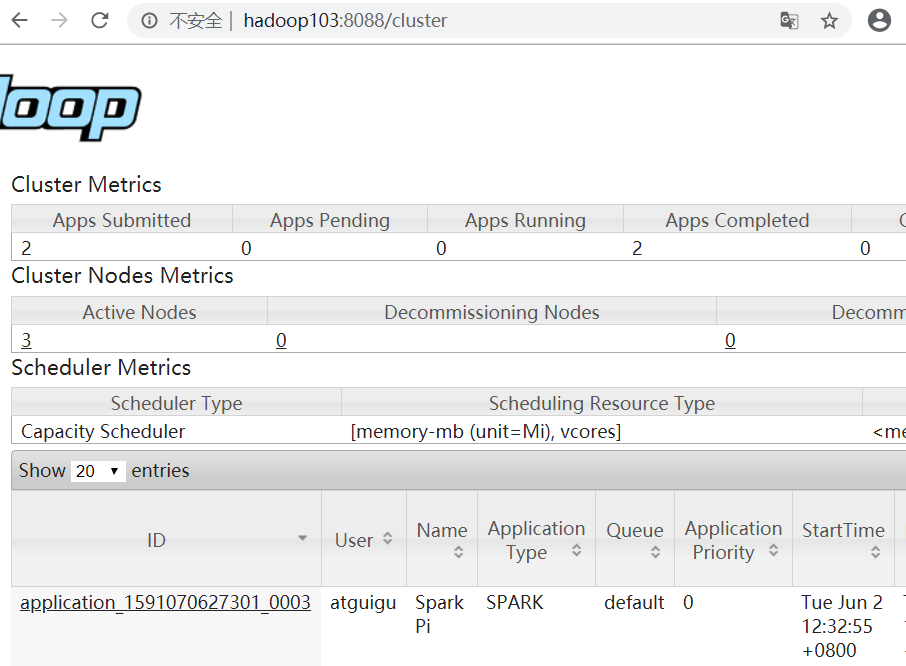 不安全 | hadoop103:8088/cluster
loop
Cluster Metrics
Apps Submitted Apps Pending Apps Running Apps Completed
2 0 0 2 0
Cluster Nodes Metrics
Active Nodes Decommissioning Nodes Decomm
3 0 0
Scheduler Metrics
Scheduler Type Scheduling Resource Type
Capacity Scheduler [memory-mb (unit=Mi), vcores] <me
Show 20 entries
ID User Name Application Type Queue Application Priority StartTime
application_1591070627301_0003 atguigu Spark Pi SPARK default 0 Tue Jun 2 12:32:55 +0800